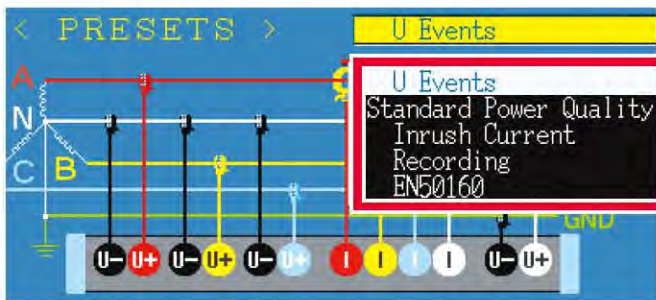 < PRESETS >
U Events
U Events
Standard Power Quality
Inrush Current
Recording
EN50160
A
N
C B
GND
U- U+ U- U+ U- U+ I I I I U- U+